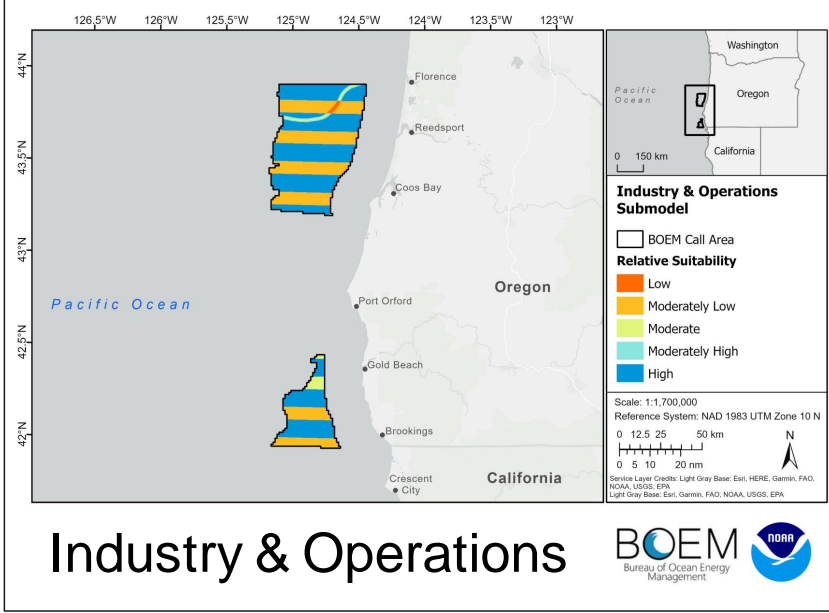 126.5°W 126°W 125.5°W 125°W 124.5°W 124°W 123.5°W 123°W
44°N
43.5°N
43°N
42.5°N
42°N
Florence
Reedsport
Coos Bay
Port Orford
Gold Beach
Brookings
Crescent
City
Oregon
California
Pacific Ocean
Washington
Pacific
Ocean
Oregon
California
0 150 km
Industry & Operations
Submodel
BOEM Call Area
Relative Suitability
Low
Moderately Low
Moderate
Moderately High
High
Scale: 1:1,700,000
Reference System: NAD 1983 UTM Zone 10 N
0 12.5 25 50 km
0 5 10 20 nm
N
Service Layer Credits: Light Gray Base: Esri, HERE, Garmin, FAO,
NOAA, USGS, EPA
Light Gray Base: Esri, Garmin, FAO, NOAA, USGS, EPA
Industry & Operations
BOEM
Bureau of Ocean Energy
Management
NOAA